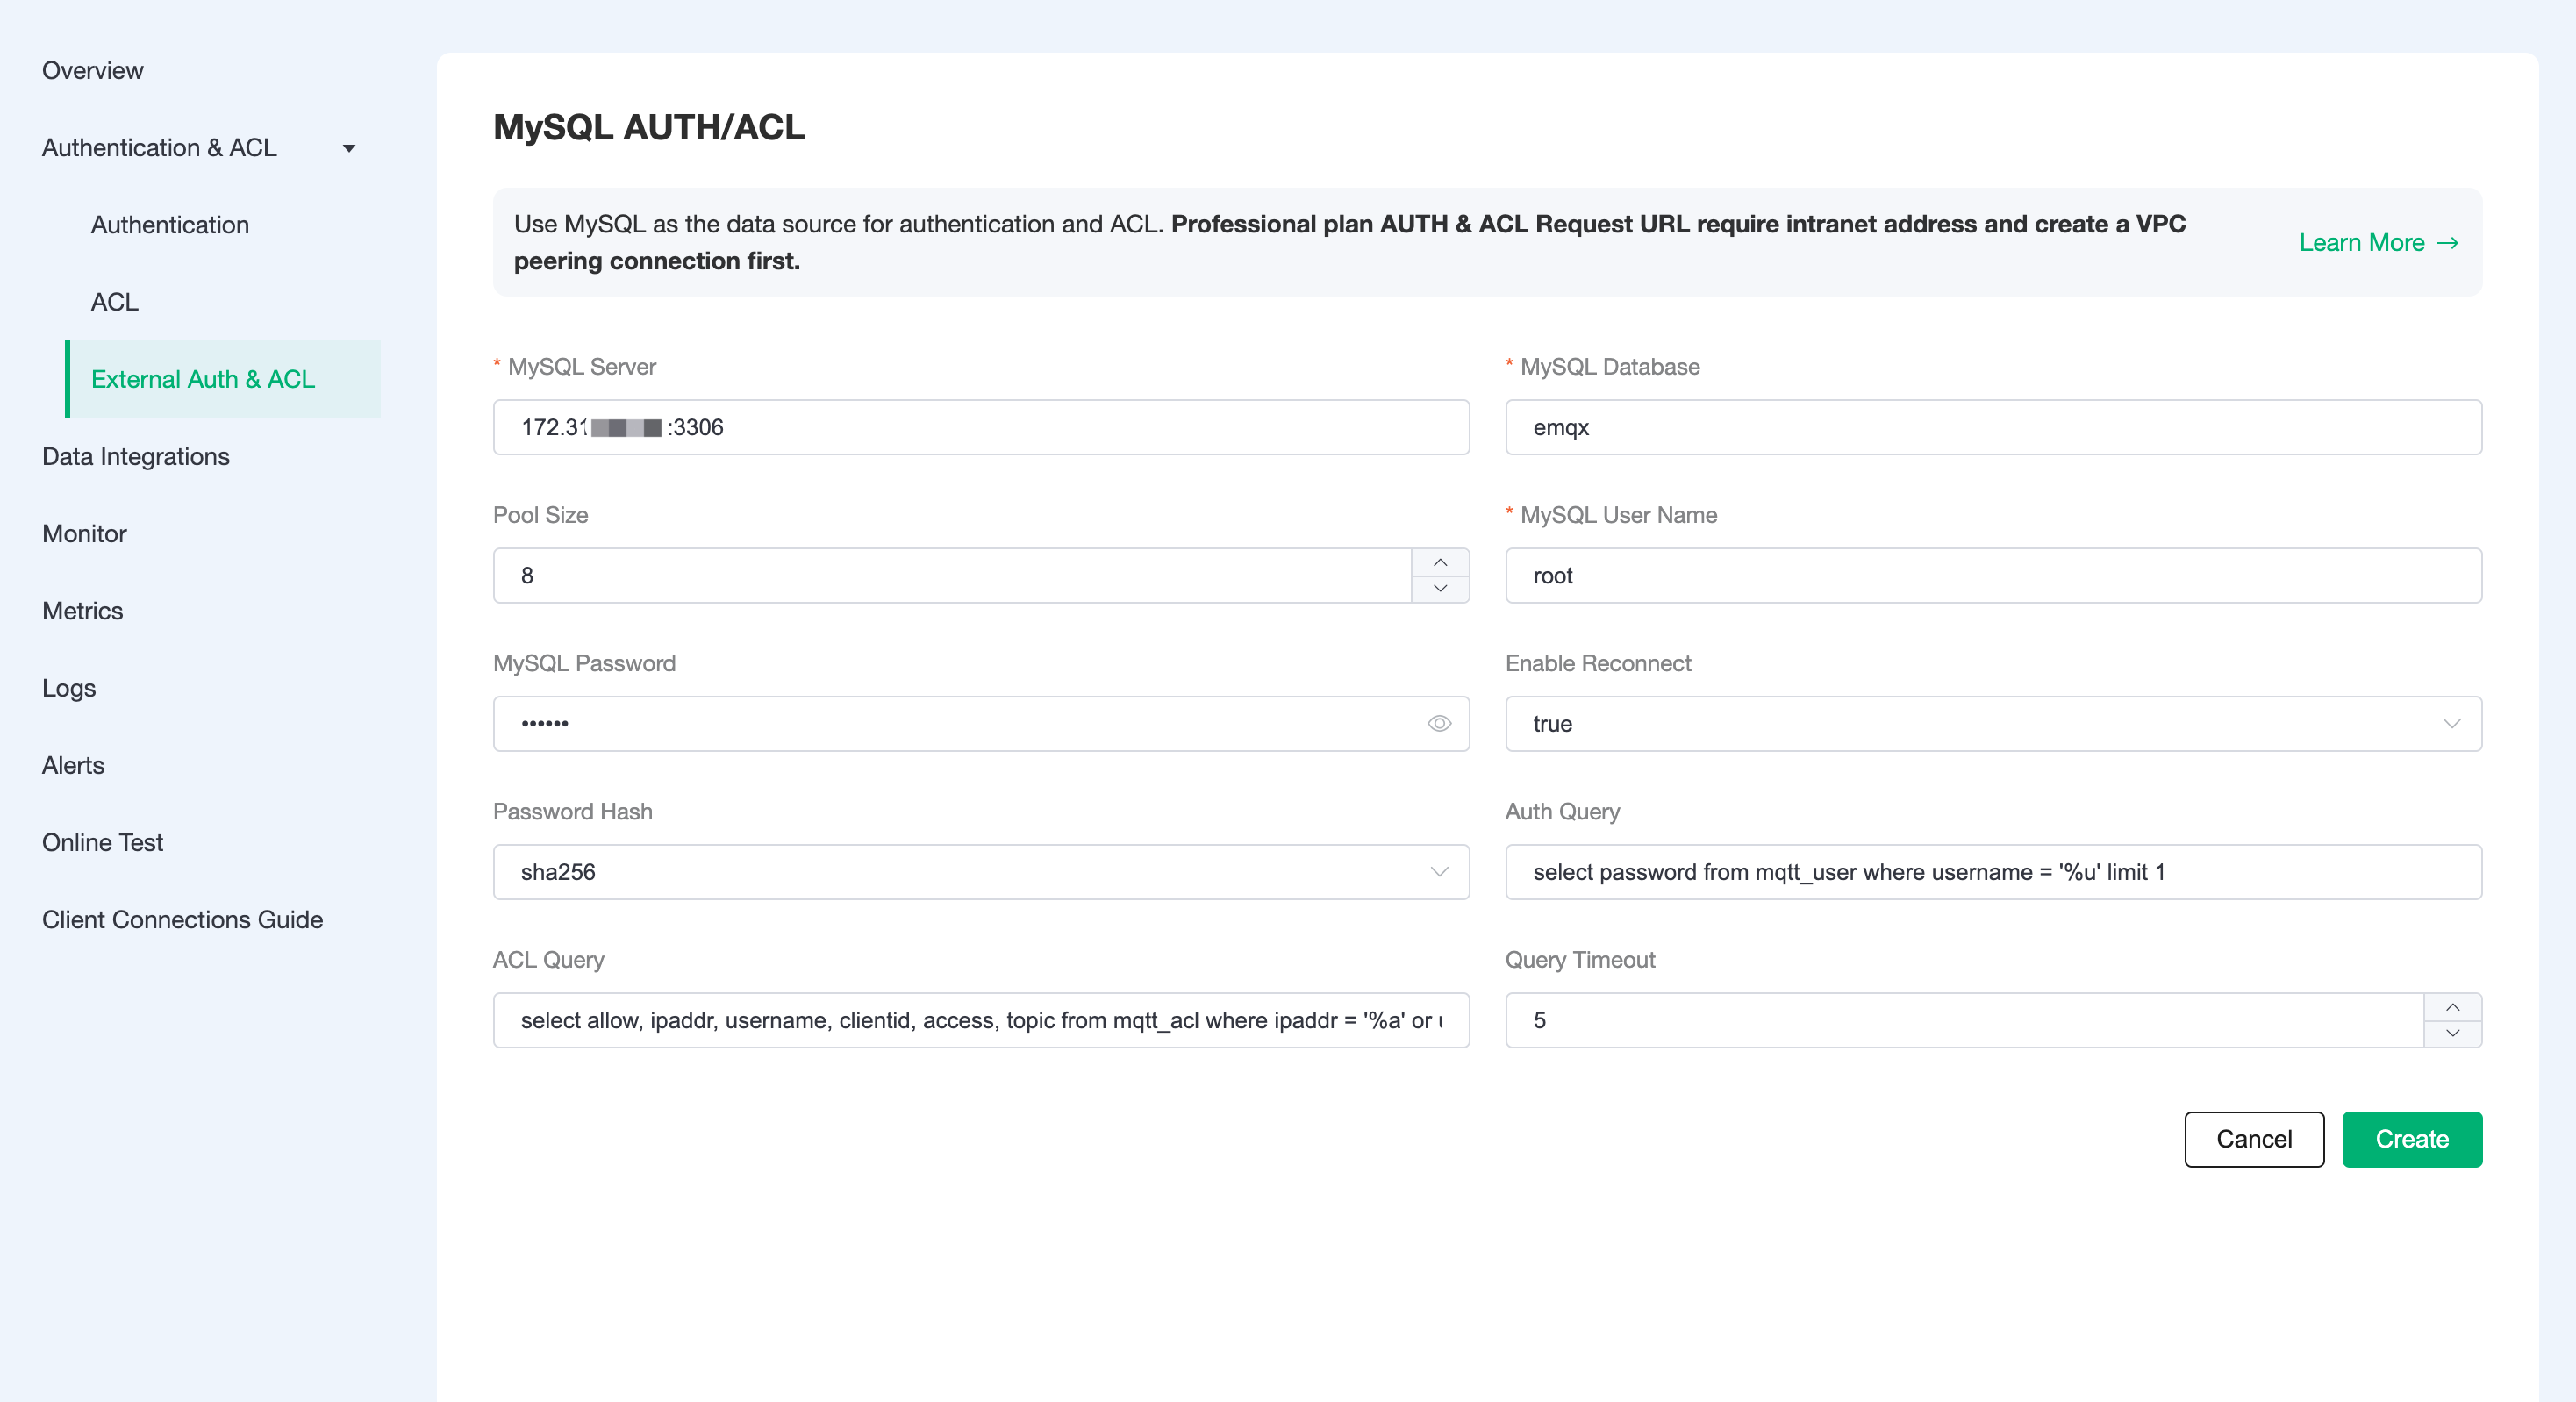 Overview
Authentication & ACL
Authentication
ACL
External Auth & ACL
Data Integrations
Monitor
Metrics
Logs
Alerts
Online Test
Client Connections Guide
MySQL AUTH/ACL
Use MySQL as the data source for authentication and ACL. Professional plan AUTH & ACL Request URL require intranet address and create a VPC
peering connection first.
Learn More →
* MySQL Server
172.31 :3306
* MySQL Database
emqx
Pool Size
8
* MySQL User Name
root
MySQL Password
••••••
Enable Reconnect
true
Password Hash
sha256
Auth Query
select password from mqtt_user where username = '%u' limit 1
ACL Query
select allow, ipaddr, username, clientid, access, topic from mqtt_acl where ipaddr = '%a' or
Query Timeout
5
Cancel
Create